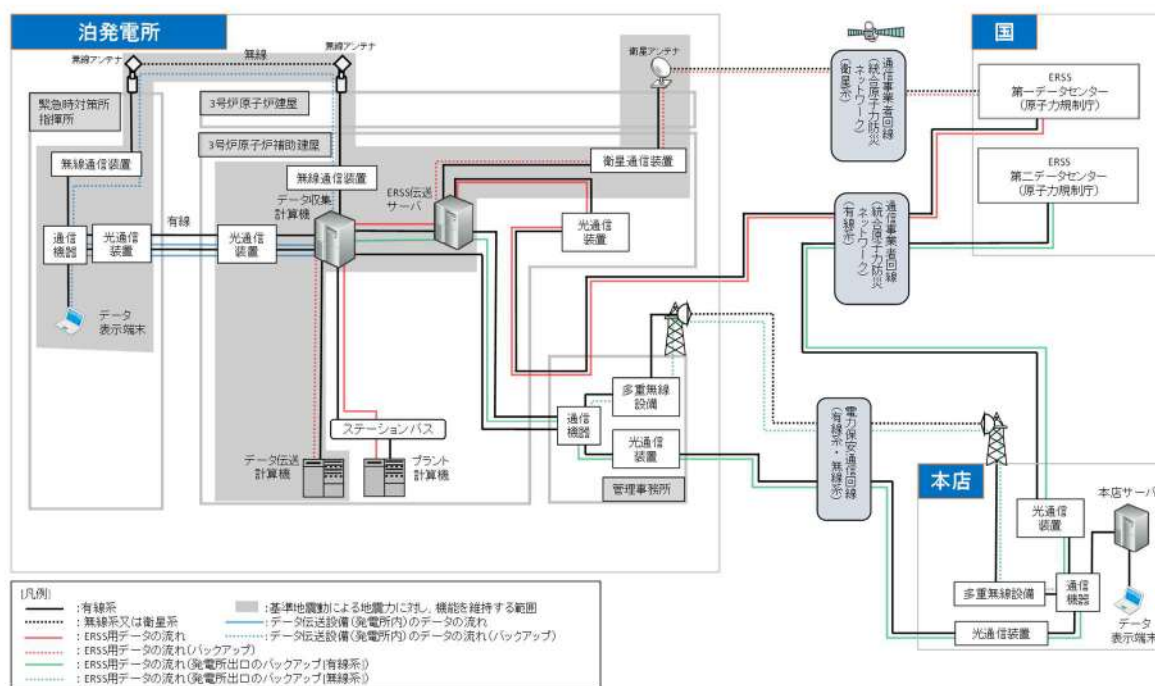 泊発電所
無線アンテナ
無線
無線アンテナ
衛星アンテナ
緊急時対策所
指揮所
3号炉原子炉建屋
3号炉原子炉補助建屋
無線通信装置
無線通信装置
衛星通信装置
データ収集
計算機
ERSS伝送
サーバ
有線
通信
機器
光通信
装置
光通信
装置
光通信
装置
データ
表示端末
多重無線
設備
通信
機器
光通信
装置
管理事務所
ステーションバス
データ伝送
計算機
プラント
計算機
通信事業者回線
(統合原子力防災
ネットワーク)
(衛星系)
通信事業者回線
(統合原子力防災
ネットワーク)
(有線系)
電力保安通信回線
(有線系・無線系)
国
ERSS
第一データセンター
(原子力規制庁)
ERSS
第二データセンター
(原子力規制庁)
本店
本店サーバ
光通信
装置
多重無線設備
通信
機器
光通信装置
データ
表示端末
[凡例]
:有線系
:無線系又は衛星系
:ERSS用データの流れ
:ERSS用データの流れ(バックアップ)
:ERSS用データの流れ(発電所出口のバックアップ[有線系])
:ERSS用データの流れ(発電所出口のバックアップ[無線系])
:基準地震動による地震力に対し,機能を維持する範囲
:データ伝送設備(発電所内)のデータの流れ
:データ伝送設備(発電所内)のデータの流れ(バックアップ)